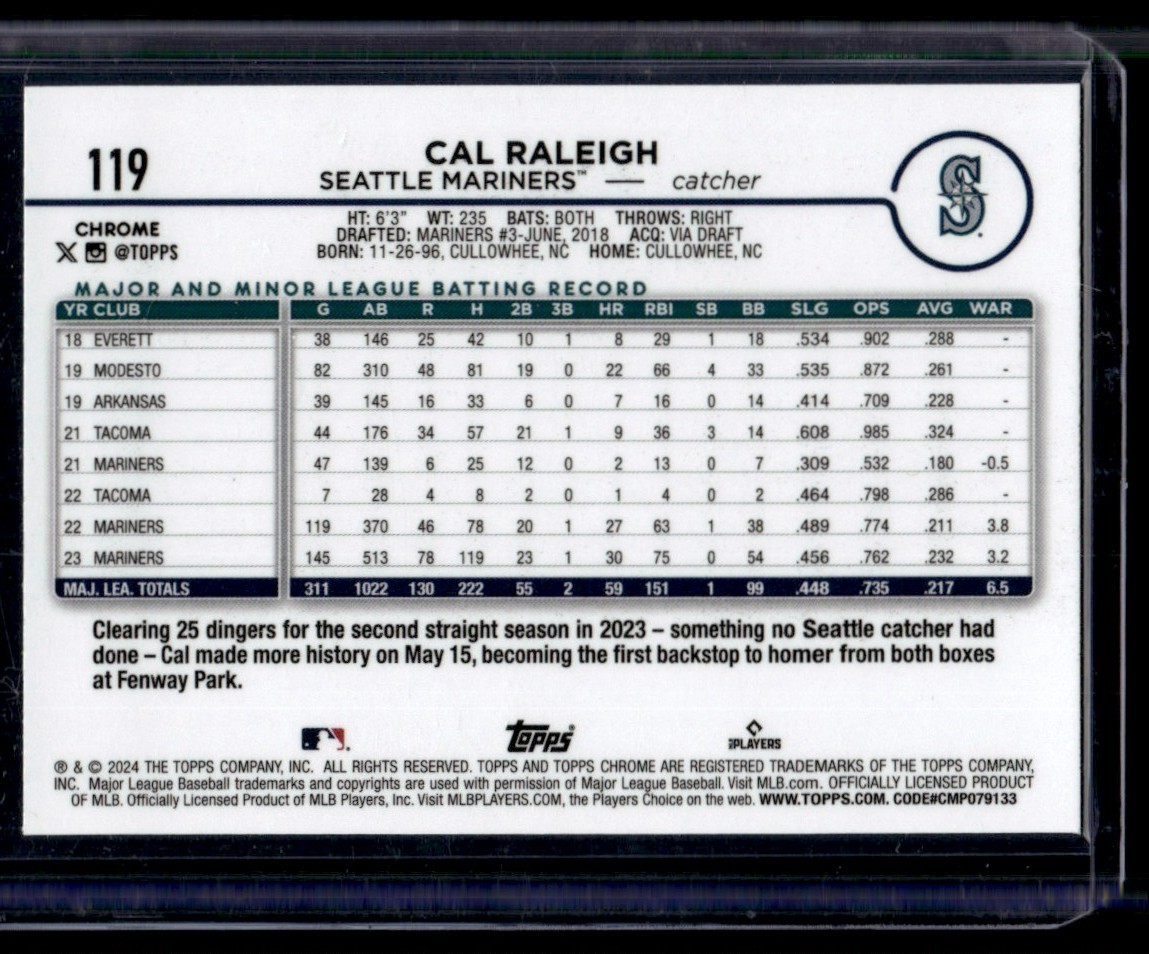 119
CAL RALEIGH
SEATTLE MARINERS™ — catcher
CHROME
@TOPPS
HT: 6'3" WT: 235 BATS: BOTH THROWS: RIGHT
DRAFTED: MARINERS #3-JUNE, 2018 ACQ: VIA DRAFT
BORN: 11-26-96, CULLOWHEE, NC HOME: CULLOWHEE, NC
S
MAJOR AND MINOR LEAGUE BATTING RECORD
YR CLUB G AB R H 2B 3B HR RBI SB BB SLG OPS AVG WAR
18 EVERETT 38 146 25 42 10 1 8 29 1 18 .534 .902 .288 -
19 MODESTO 82 310 48 81 19 0 22 66 4 33 .535 .872 .261 -
19 ARKANSAS 39 145 16 33 6 0 7 16 0 14 .414 .709 .228 -
21 TACOMA 44 176 34 57 21 1 9 36 3 14 .608 .985 .324 -
21 MARINERS 47 139 6 25 12 0 2 13 0 7 .309 .532 .180 -0.5
22 TACOMA 7 28 4 8 2 0 1 4 0 2 .464 .798 .286 -
22 MARINERS 119 370 46 78 20 1 27 63 1 38 .489 .774 .211 3.8
23 MARINERS 145 513 78 119 23 1 30 75 0 54 .456 .762 .232 3.2
MAJ. LEA. TOTALS 311 1022 130 222 55 2 59 151 1 99 .448 .735 .217 6.5
Clearing 25 dingers for the second straight season in 2023 – something no Seattle catcher had
done – Cal made more history on May 15, becoming the first backstop to homer from both boxes
at Fenway Park.
topps®
PLAYERS
® & © 2024 THE TOPPS COMPANY, INC. ALL RIGHTS RESERVED. TOPPS AND TOPPS CHROME ARE REGISTERED TRADEMARKS OF THE TOPPS COMPANY,
INC. Major League Baseball trademarks and copyrights are used with permission of Major League Baseball. Visit MLB.com. OFFICIALLY LICENSED PRODUCT
OF MLB. Officially Licensed Product of MLB Players, Inc. Visit MLBPLAYERS.COM, the Players Choice on the web. WWW.TOPPS.COM. CODE#CMP079133